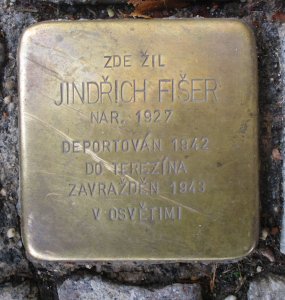 ZDE ŽIL
JINDŘICH FIŠER
NAR. 1927
DEPORTOVÁN 1942
DO TEREZÍNA
ZAVRAŽDĚN 1943
V OSVĚTIMI